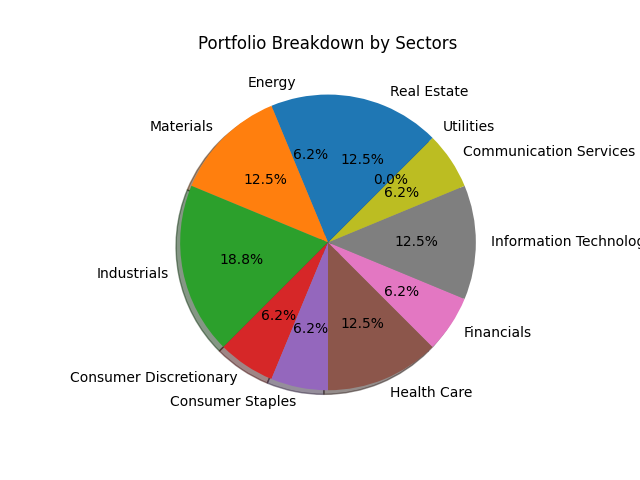 Portfolio Breakdown by Sectors
Energy
Real Estate
Materials
Utilities
Communication Services
6.2%
12.5%
12.5%
0.0%
6.2%
18.8%
12.5%
Information Technolog
Industrials
6.2%
6.2%
6.2%
12.5%
Financials
Consumer Discretionary
Consumer Staples
Health Care